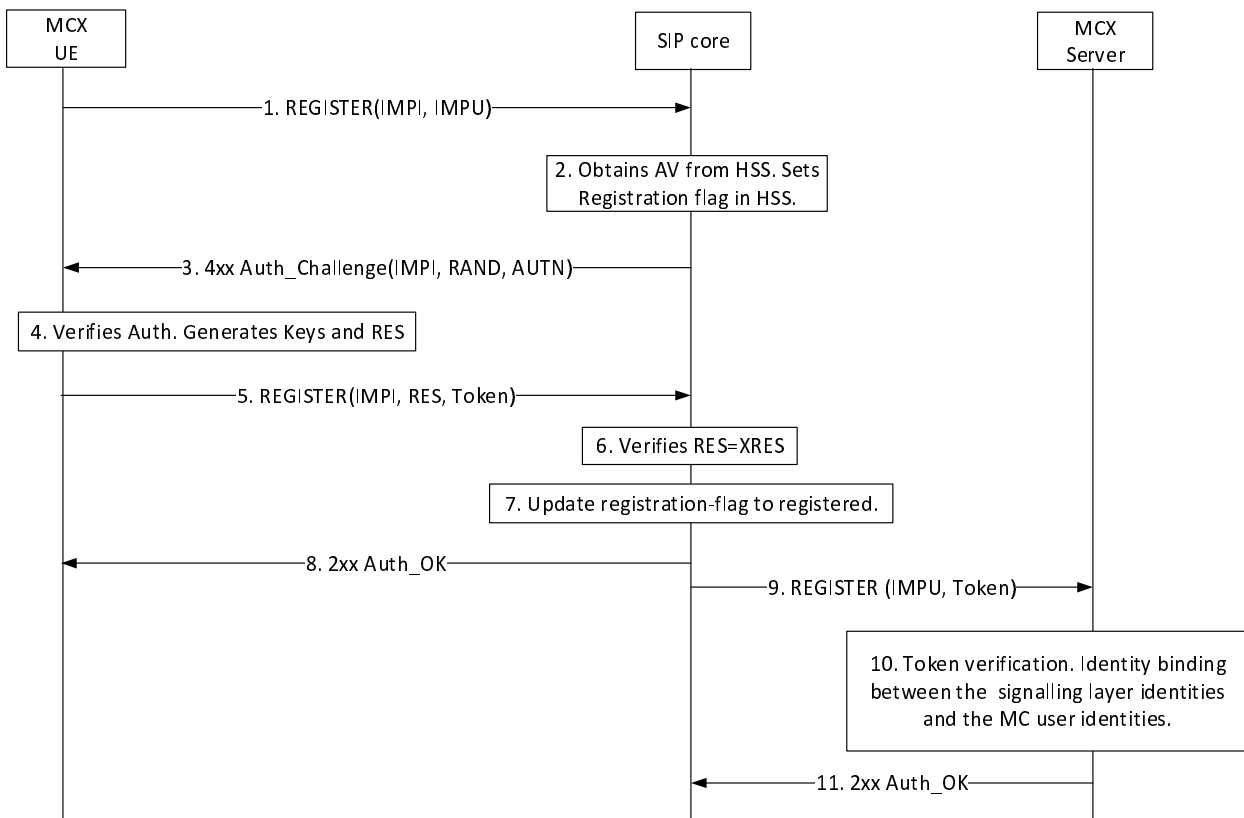 MCX
UE
SIP core
MCX
Server
1. REGISTER(IMPI, IMPU)
2. Obtains AV from HSS. Sets
Registration flag in HSS.
3. 4xx Auth_Challenge(IMPI, RAND, AUTN)
4. Verifies Auth. Generates Keys and RES
5. REGISTER(IMPI, RES, Token)
6. Verifies RES=XRES
7. Update registration-flag to registered.
8. 2xx Auth_OK
9. REGISTER (IMPU, Token)
10. Token verification. Identity binding
between the signalling layer identities
and the MC user identities.
11. 2xx Auth_OK